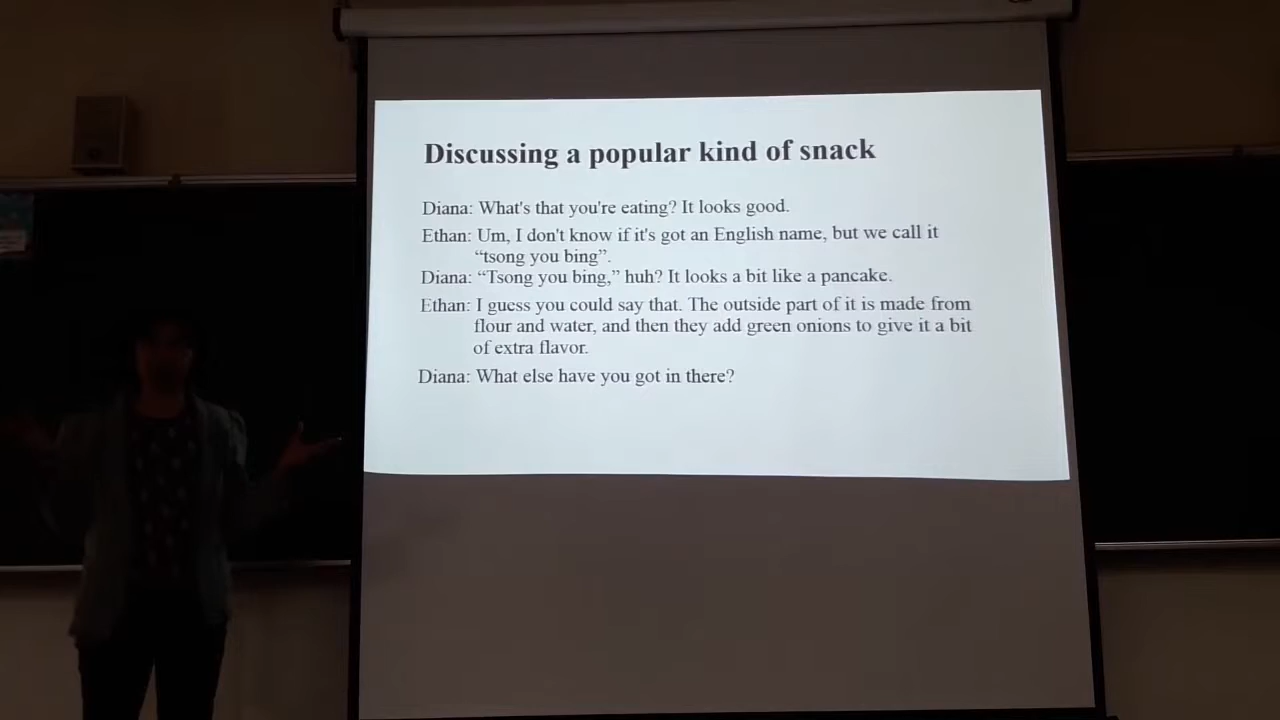 Discussing a popular kind of snack
Diana: What's that you're eating? It looks good.
Ethan: Um, I don't know if it's got an English name, but we call it
“tsong you bing”.
Diana: “Tsong you bing,” huh? It looks a bit like a pancake.
Ethan: I guess you could say that. The outside part of it is made from
flour and water, and then they add green onions to give it a bit
of extra flavor.
Diana: What else have you got in there?